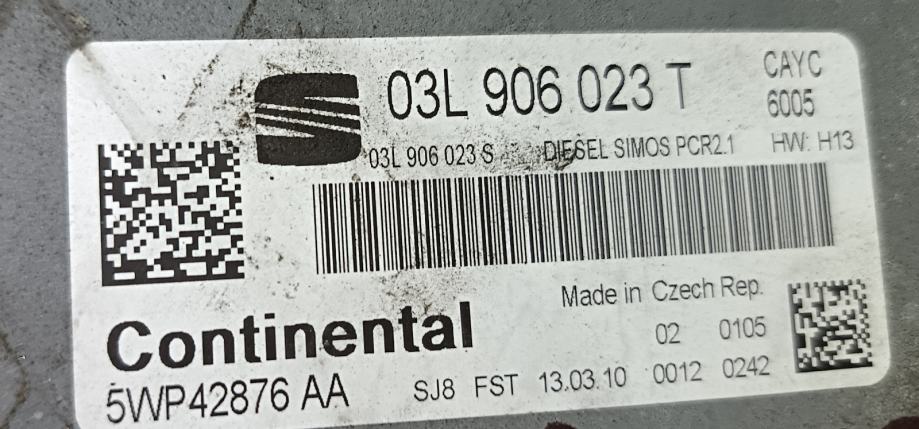 03L 906 023 T
CAYC
6005
03L 906 023 S DIESEL SIMOS PCR2.1 HW: H13
Made in Czech Rep.
Continental
02 0105
5WP42876 AA SJ8 FST 13.03.10 0012 0242